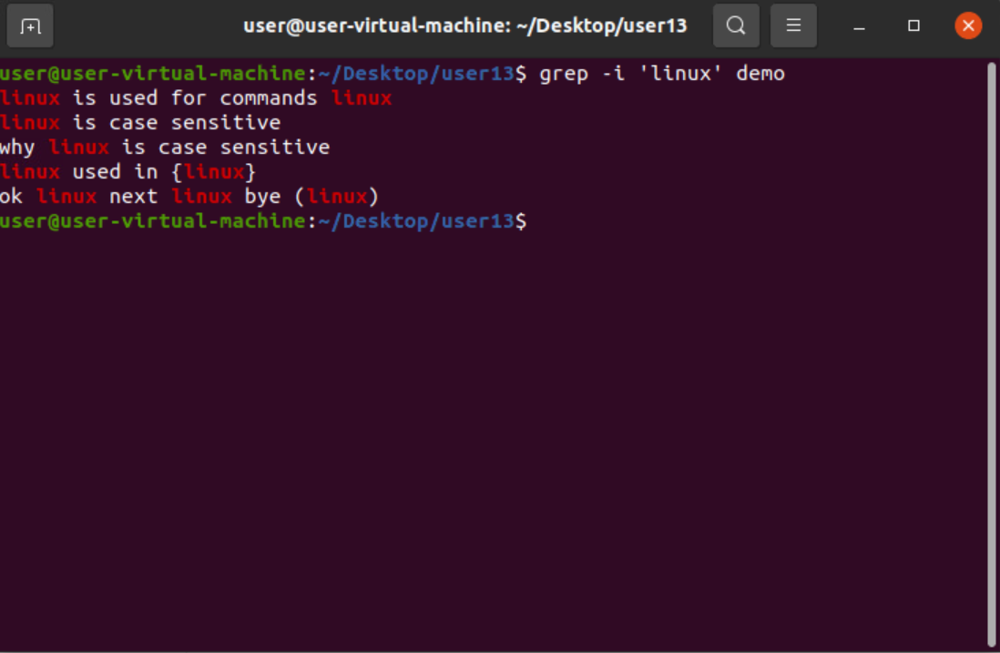 user@user-virtual-machine: ~/Desktop/user13
user@user-virtual-machine:~/Desktop/user13$ grep -i 'linux' demo
linux is used for commands linux
linux is case sensitive
why linux is case sensitive
linux used in {linux}
ok linux next linux bye (linux)
user@user-virtual-machine:~/Desktop/user13$